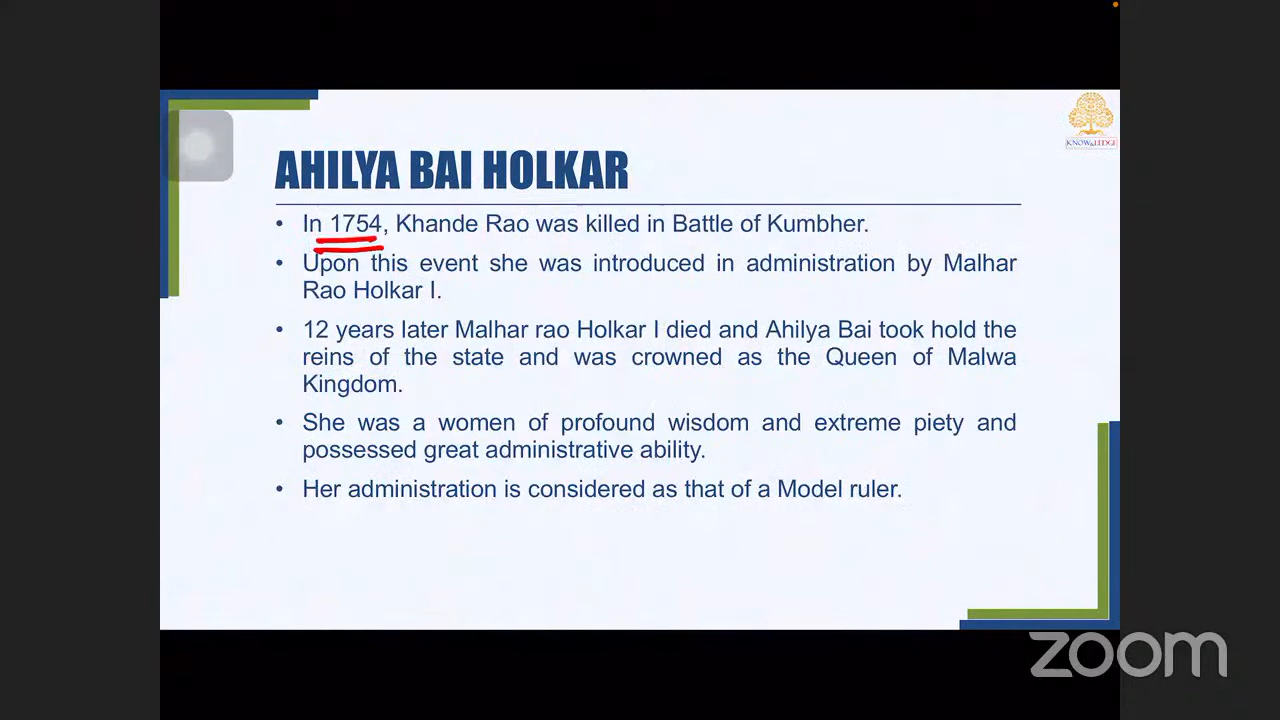 KNOW&LEDGE
AHILYA BAI HOLKAR
• In 1754, Khande Rao was killed in Battle of Kumbher.
• Upon this event she was introduced in administration by Malhar
Rao Holkar I.
• 12 years later Malhar rao Holkar I died and Ahilya Bai took hold the
reins of the state and was crowned as the Queen of Malwa
Kingdom.
• She was a women of profound wisdom and extreme piety and
possessed great administrative ability.
• Her administration is considered as that of a Model ruler.
zoom